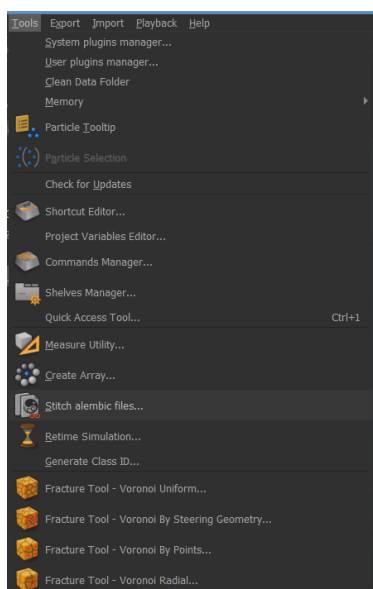 Tools Export Import Playback Help
System plugins manager...
User plugins manager...
Clean Data Folder
Memory
Particle Tooltip
Particle Selection
Check for Updates
Shortcut Editor...
Project Variables Editor...
Commands Manager...
Shelves Manager...
Quick Access Tool... Ctrl+1
Measure Utility...
Create Array...
Stitch alembic files...
Retime Simulation...
Generate Class ID...
Fracture Tool - Voronoi Uniform...
Fracture Tool - Voronoi By Steering Geometry...
Fracture Tool - Voronoi By Points...
Fracture Tool - Voronoi Radial...